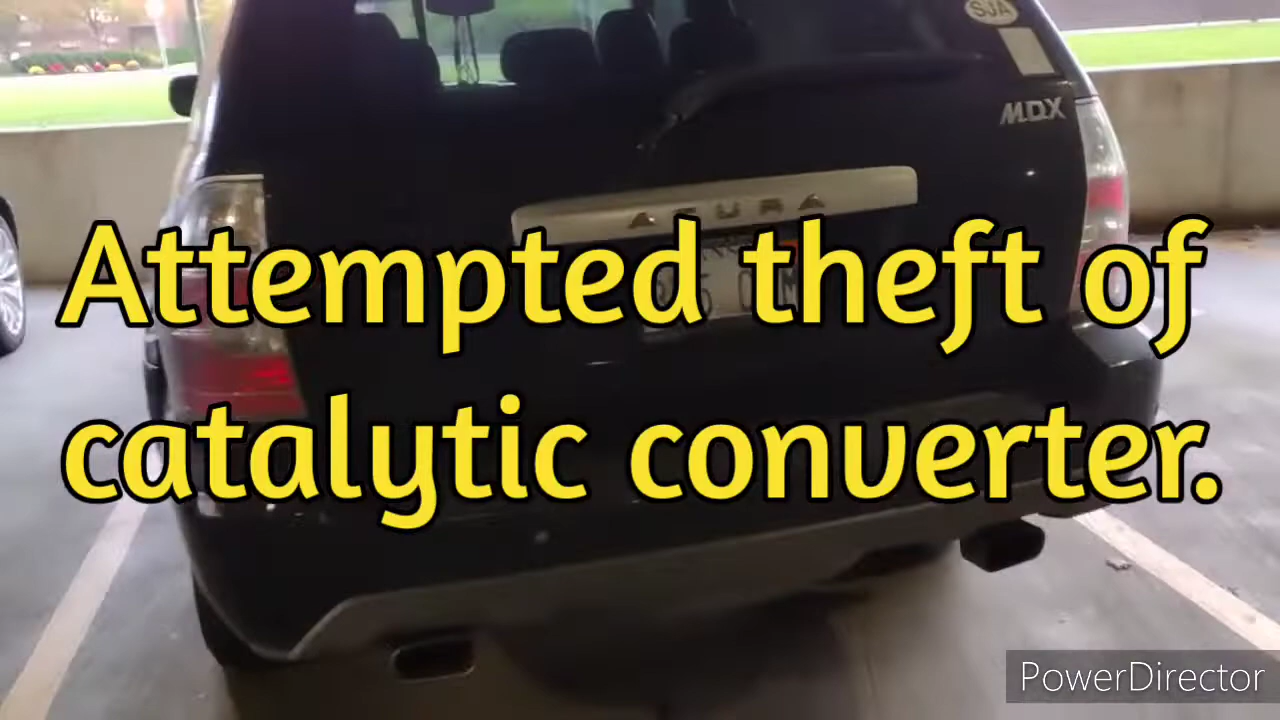 SJA
MDX
ACURA
Attempted theft of
catalytic converter.
PowerDirector